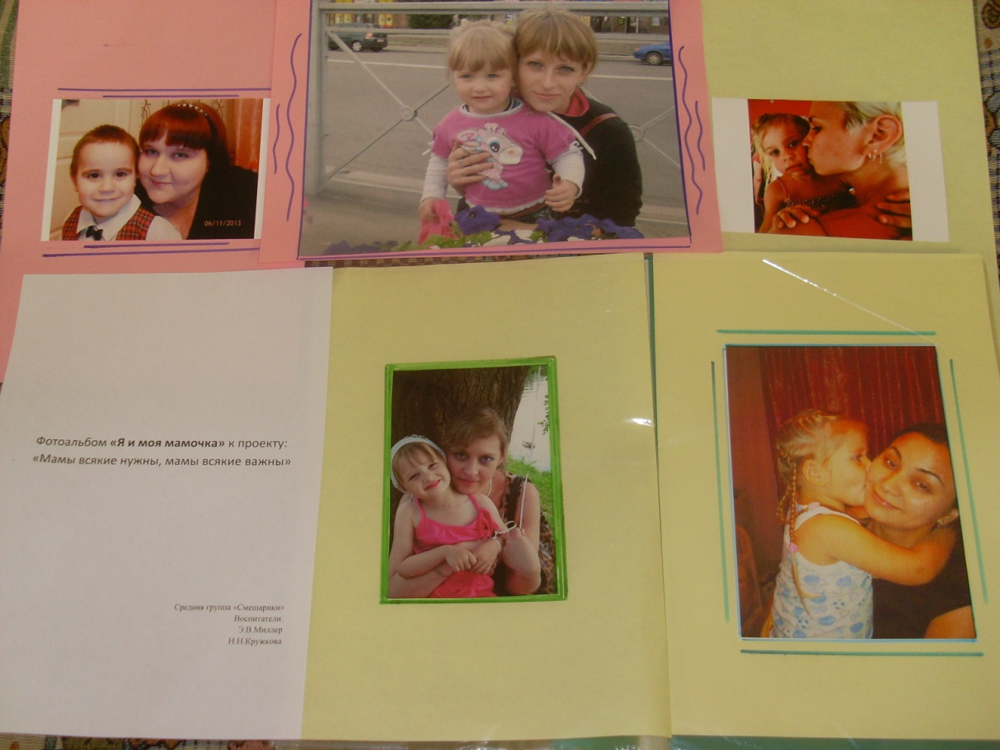 06/11/2013
Фотоальбом «Я и моя мамочка» к проекту:
«Мамы всякие нужны, мамы всякие важны»
Средняя группа «Смешарики»
Воспитатели:
Э.В.Миллер
Н.Н.Кружкова